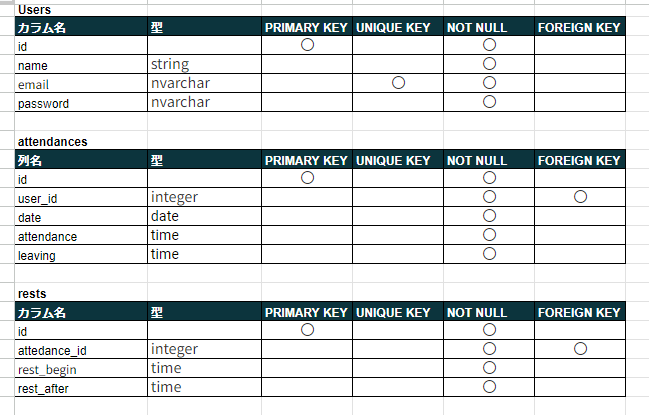 Users
カラム名 型 PRIMARY KEY UNIQUE KEY NOT NULL FOREIGN KEY
id ○ ○
name string ○
email nvarchar ○ ○
password nvarchar ○
attendances
列名 型 PRIMARY KEY UNIQUE KEY NOT NULL FOREIGN KEY
id ○ ○
user_id integer ○ ○
date date ○
attendance time ○
leaving time ○
rests
カラム名 型 PRIMARY KEY UNIQUE KEY NOT NULL FOREIGN KEY
id ○ ○
attedance_id integer ○ ○
rest_begin time ○
rest_after time ○